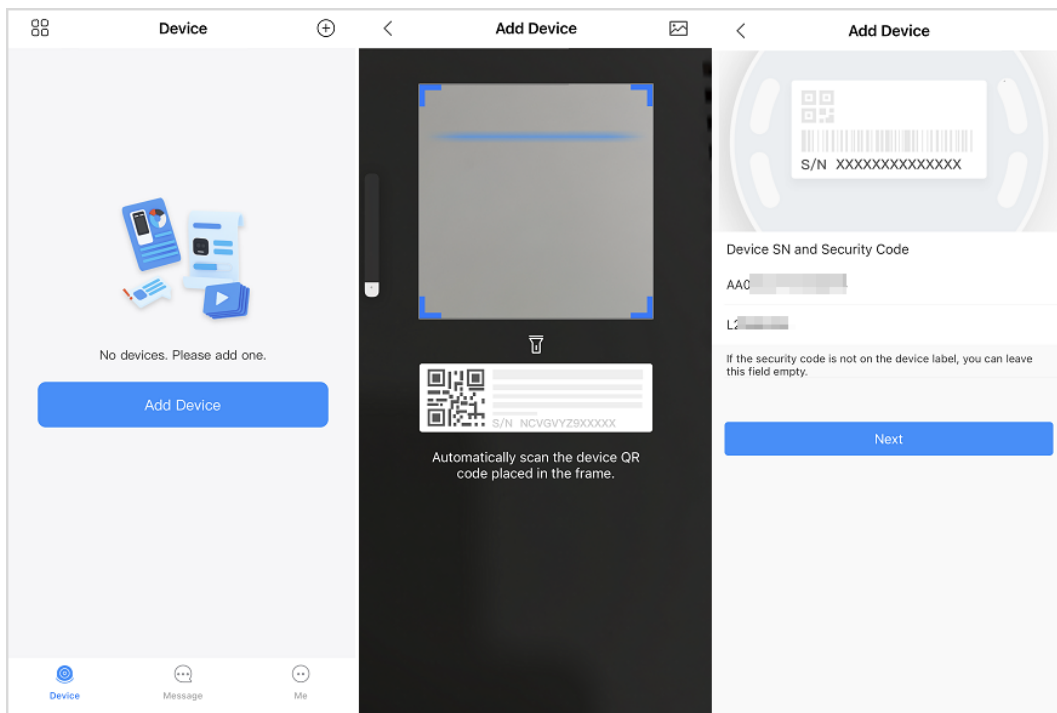 Device
No devices. Please add one.
Add Device
Device
Message
Me
Add Device
S/N NCVGVYZ9XXXXX
Automatically scan the device QR
code placed in the frame.
Add Device
S/N XXXXXXXXXXXXXX
Device SN and Security Code
AA0
L2
If the security code is not on the device label, you can leave
this field empty.
Next